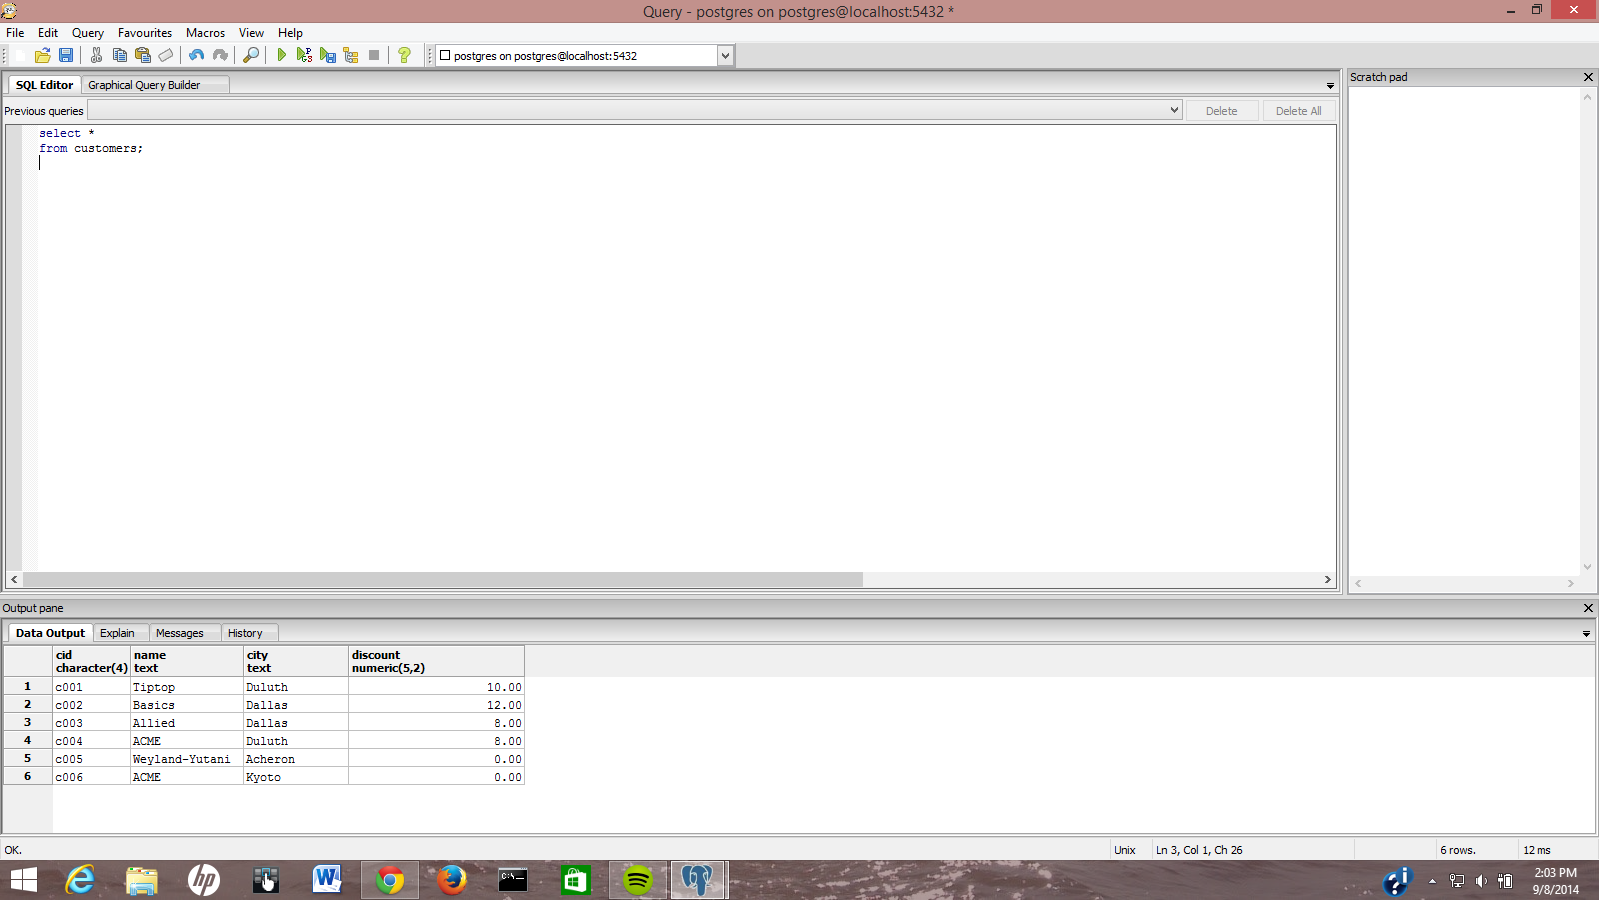 Query - postgres on postgres@localhost:5432 *
File Edit Query Favourites Macros View Help
postgres on postgres@localhost:5432
SQL Editor Graphical Query Builder
Scratch pad
Previous queries Delete Delete All
select *
from customers;
Output pane
Data Output Explain Messages History
cid name city discount
character(4) text text numeric(5,2)
1 c001 Tiptop Duluth 10.00
2 c002 Basics Dallas 12.00
3 c003 Allied Dallas 8.00
4 c004 ACME Duluth 8.00
5 c005 Weyland-Yutani Acheron 0.00
6 c006 ACME Kyoto 0.00
OK. Unix Ln 3, Col 1, Ch 26 6 rows. 12 ms
2:03 PM
9/8/2014